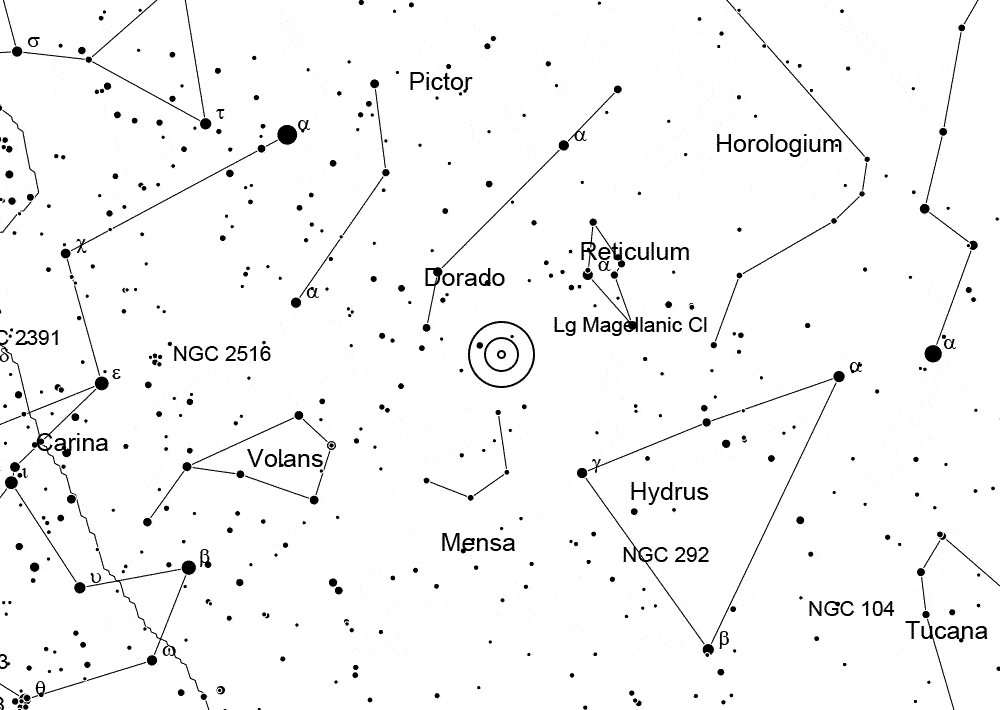 σ
Pictor
τ
α
α
Horologium
χ
Reticulum
α
Dorado
α
Lg Magellanic Cl
C 2391
δ
NGC 2516
α
α
ε
Carina
Volans
γ
ι
Hydrus
Mensa
NGC 292
β
υ
NGC 104
Tucana
β
ω
β
θ
β